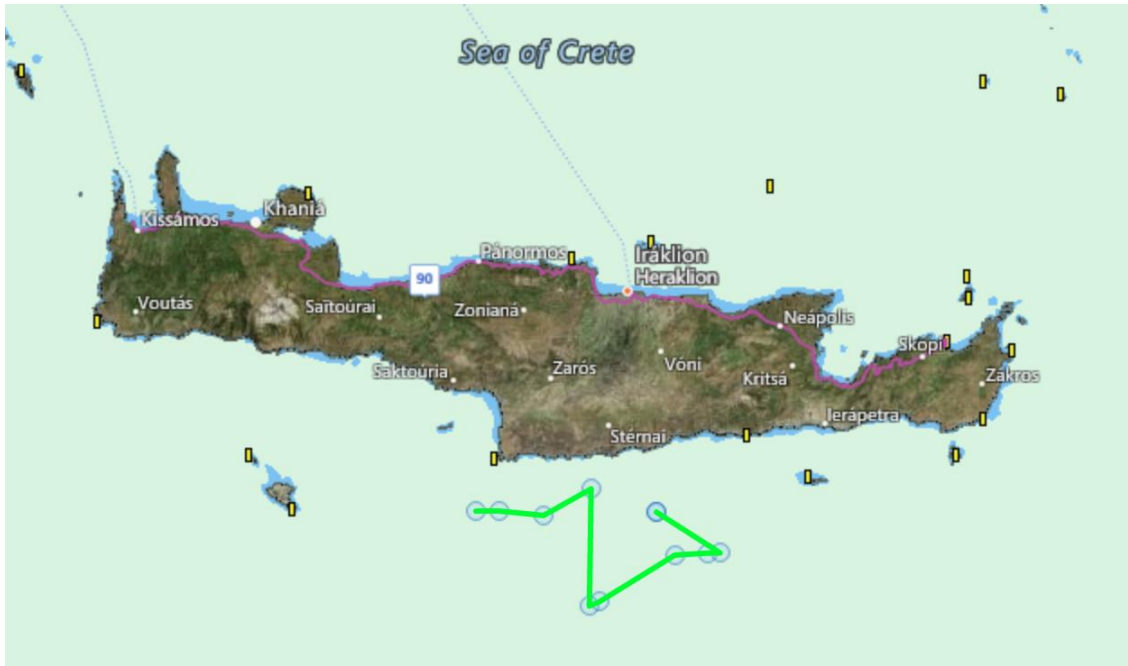 Sea of Crete
Khaniá
Kissámos
Pánormos
Iráklion
Heraklion
90
Voutás
Saïtoúrai
Zonianá
Neápolis
Skopí
Vóni
Saktoúria
Zarós
Kritsá
Zákros
Ierápetra
Stérnai